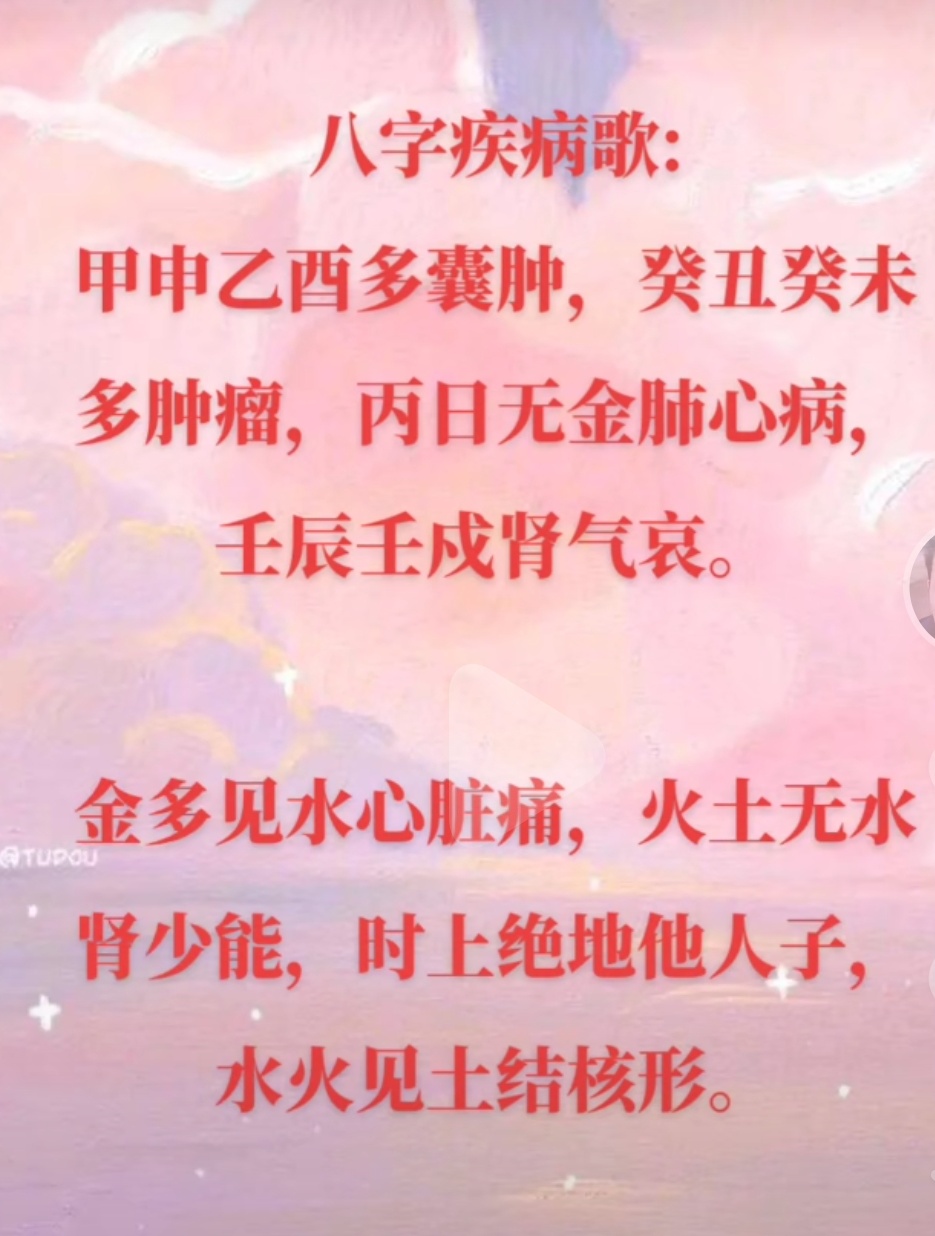 八字疾病歌:
甲申乙酉多囊肿，癸丑癸未
多肿瘤，丙日无金肺心病，
壬辰壬戍肾气哀。
金多见水心脏痛，火土无水
@TUDOU
肾少能，时上绝地他人子，
水火见土结核形。